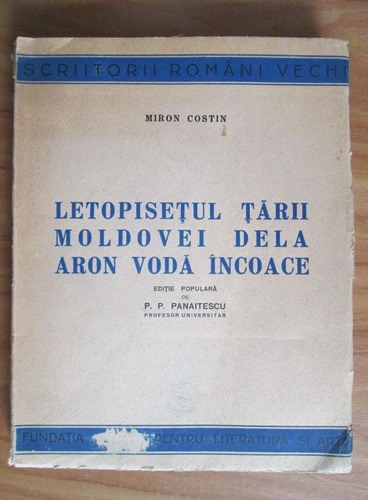 SCRIITORII ROMÂNI VECHI
MIRON COSTIN
LETOPISEȚUL ȚĂRII
MOLDOVEI DELA
ARON VODĂ ÎNCOACE
EDIȚIE POPULARĂ
DE
P. P. PANAITESCU
PROFESOR UNIVERSITAR
FUNDAȚIA PENTRU LITERATURĂ ȘI ARTĂ